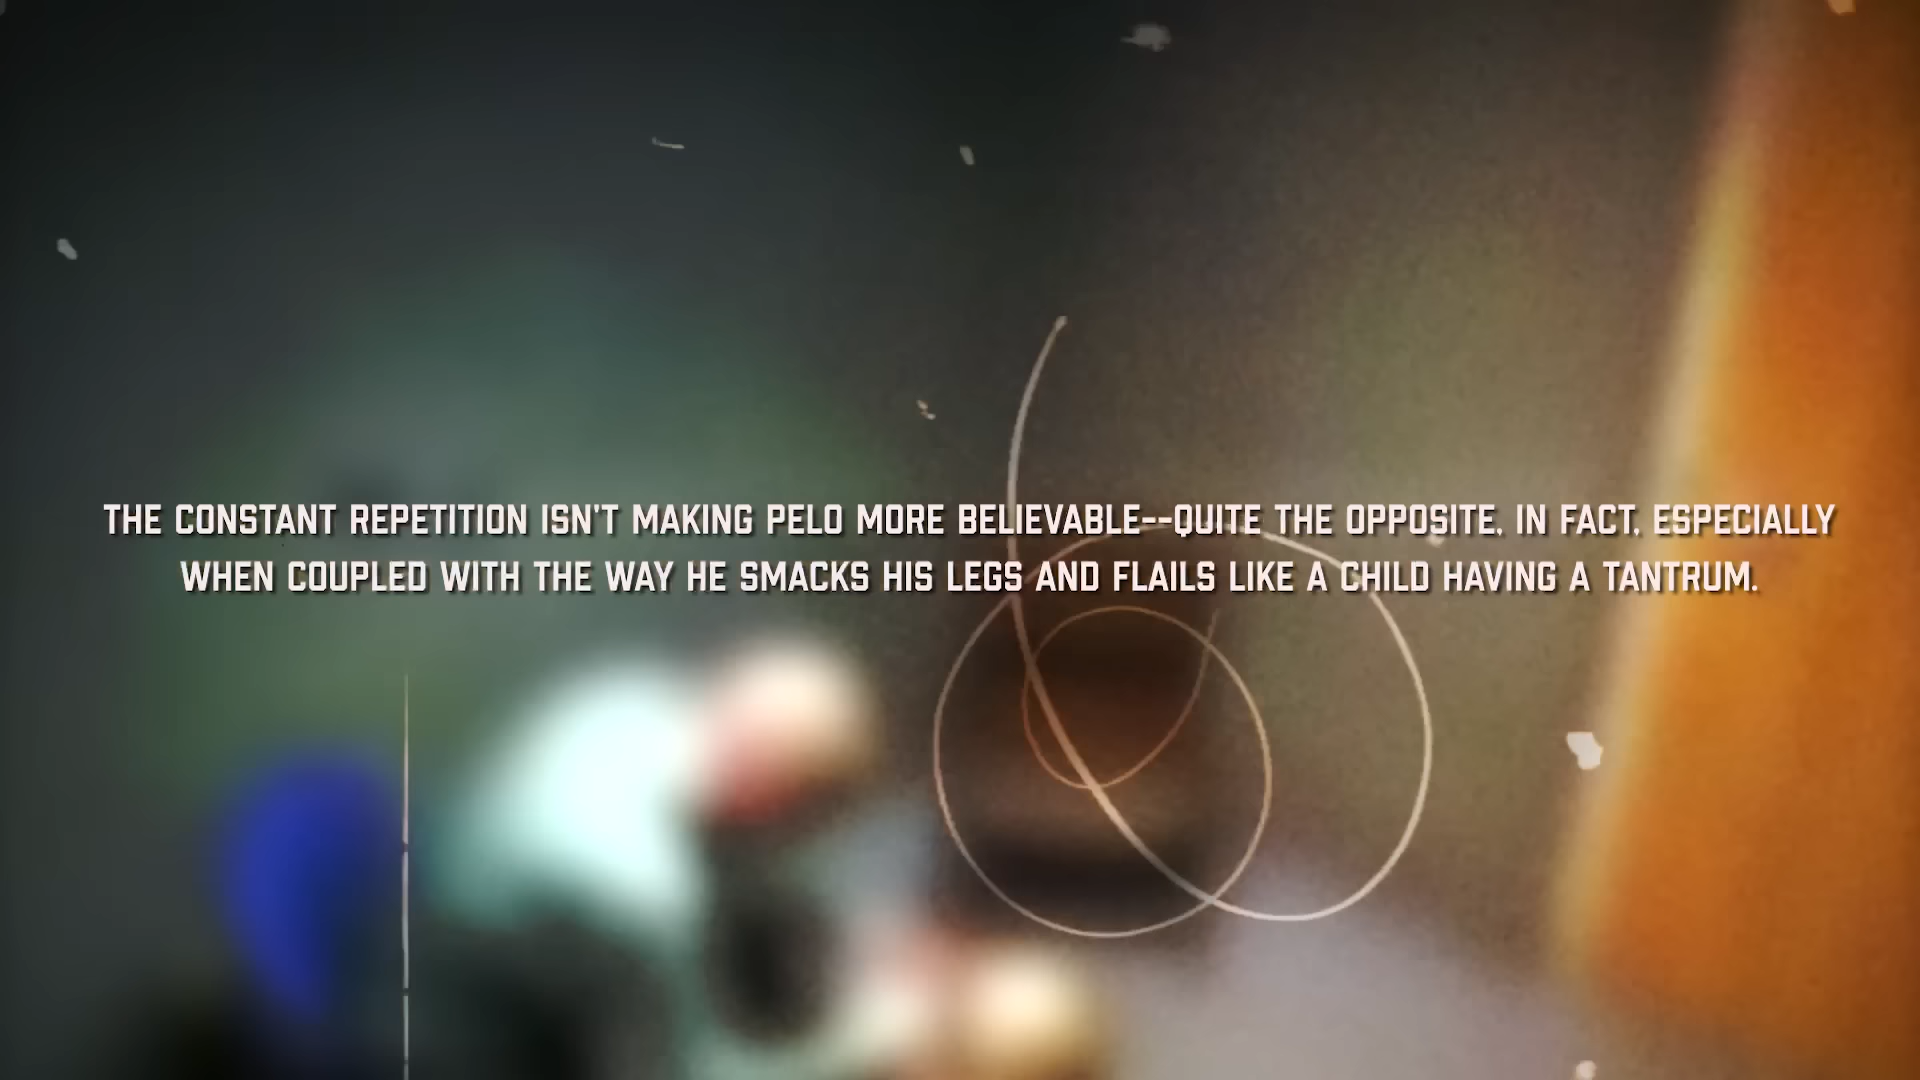 THE CONSTANT REPETITION ISN'T MAKING PELO MORE BELIEVABLE--QUITE THE OPPOSITE, IN FACT, ESPECIALLY
WHEN COUPLED WITH THE WAY HE SMACKS HIS LEGS AND FLAILS LIKE A CHILD HAVING A TANTRUM.